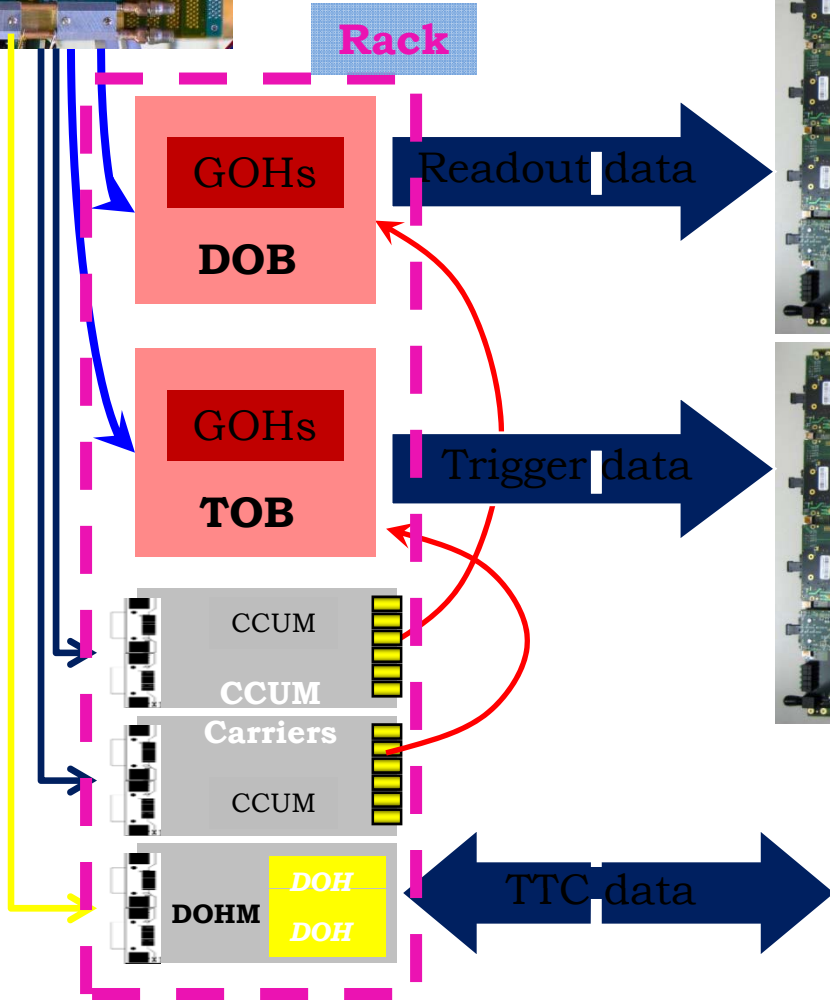 Rack
GOHs
DOB
Readout data
GOHs
TOB
Trigger data
CCUM
CCUM
Carriers
CCUM
DOHM
DOH
DOH
TTC data